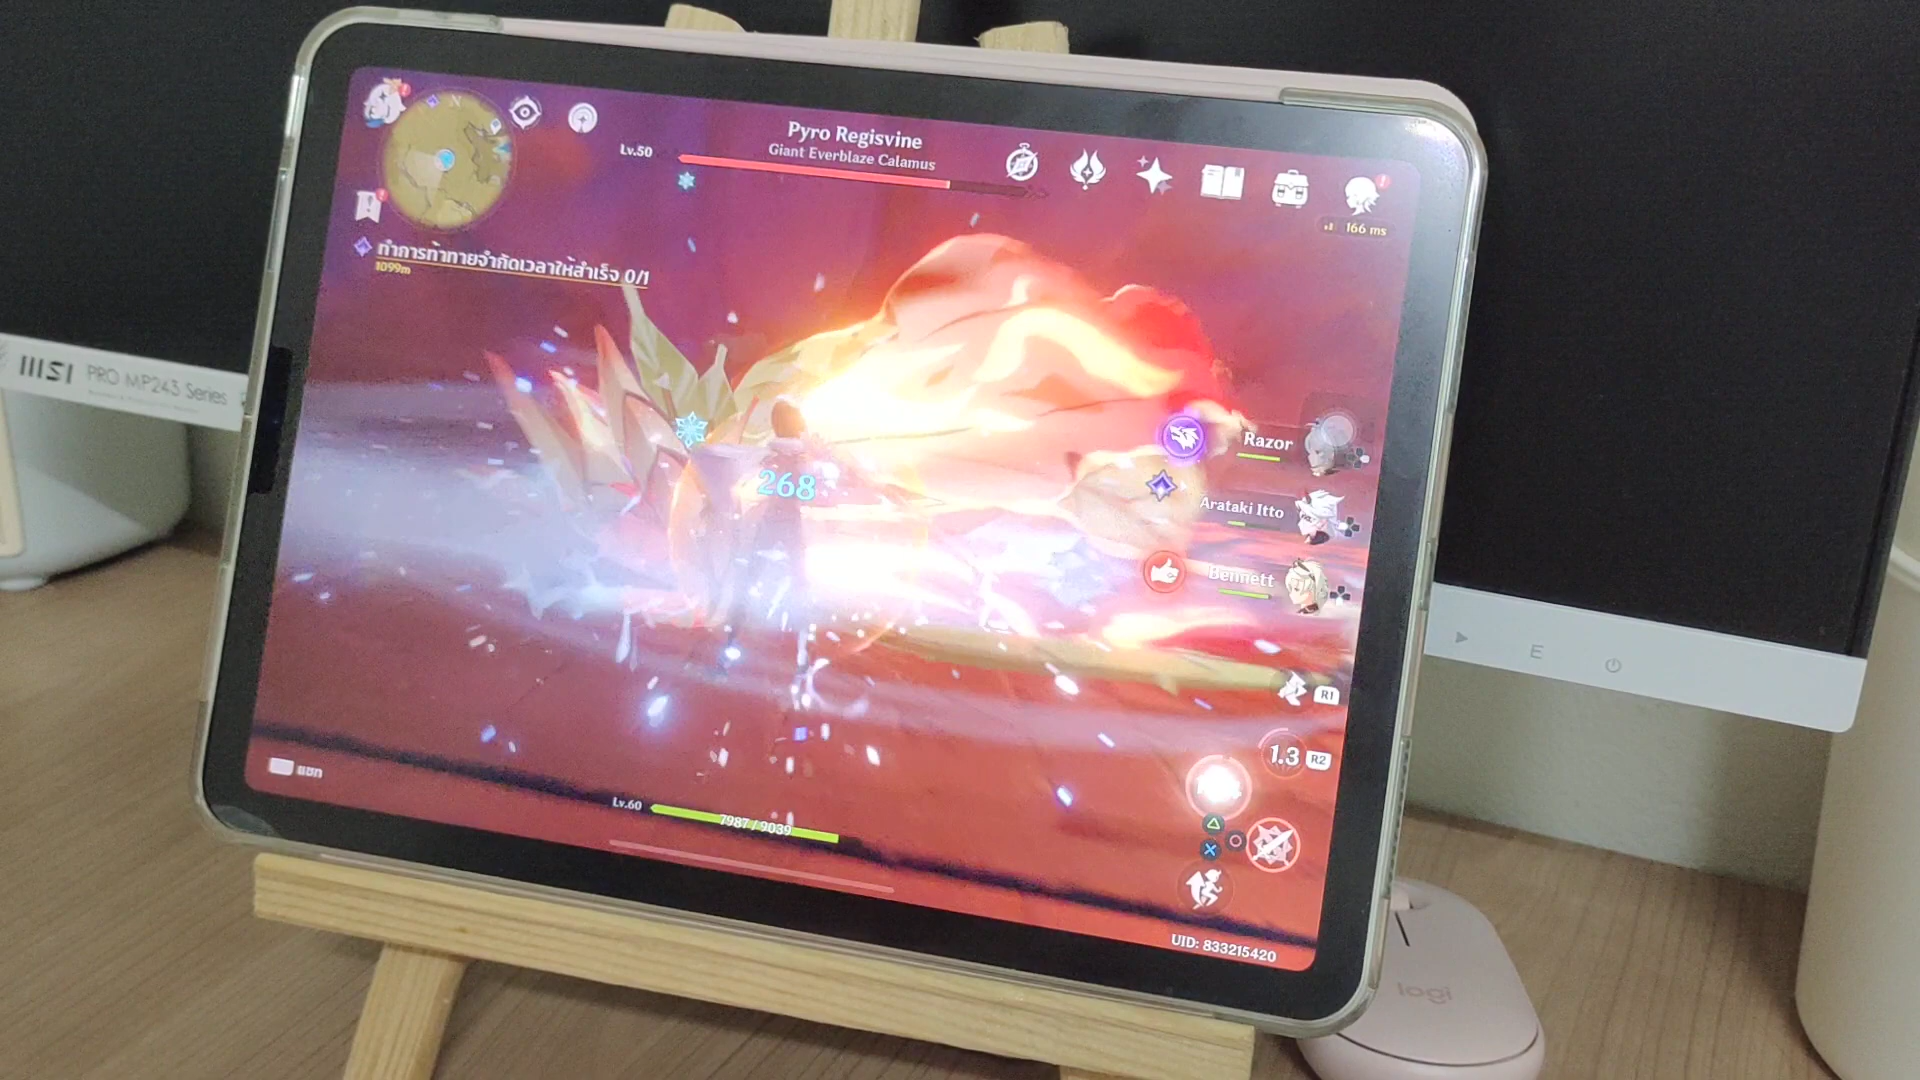 N
Lv.50
Pyro Regisvine
Giant Everblaze Calamus
166 ms
ทำการท้าทายจำกัดเวลาให้สำเร็จ 0/1
1099m
msi PRO MP243 Series
268
Razor
Arataki Itto
Bennett
E
R1
1.3 R2
แชท
Lv.60
7987 / 9039
UID: 833215420
logi